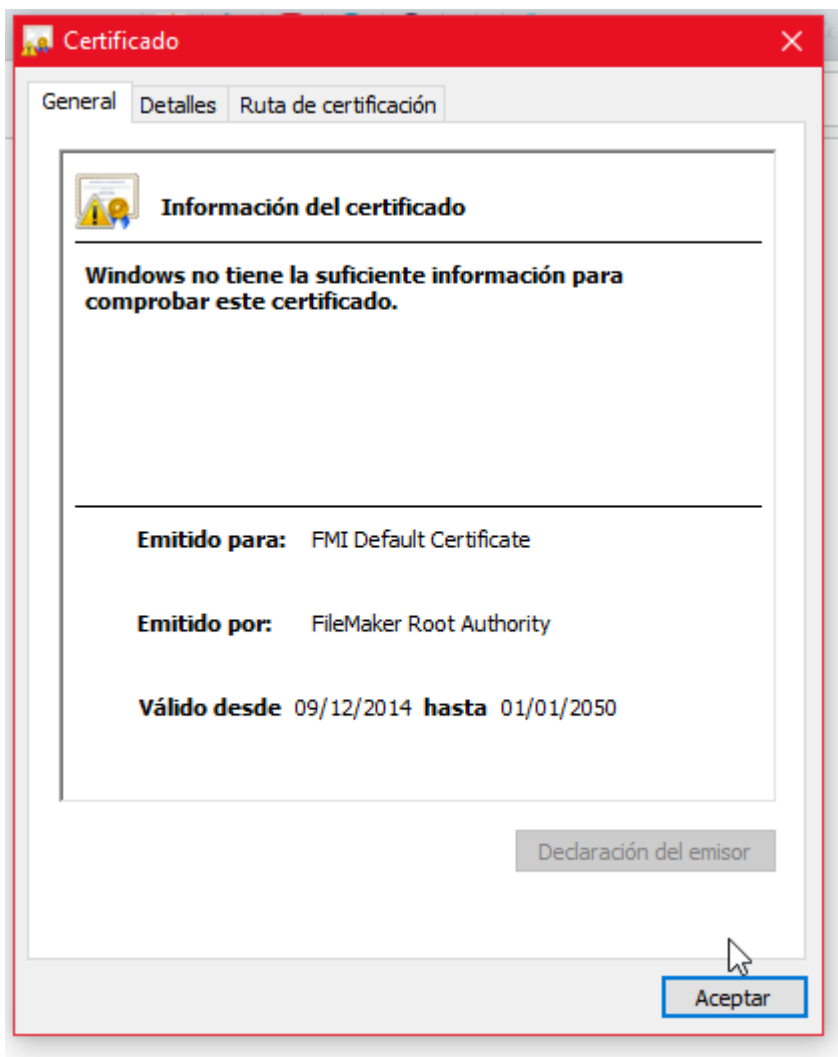 Certificado
General Detalles Ruta de certificación
Información del certificado
Windows no tiene la suficiente información para
comprobar este certificado.
Emitido para: FMI Default Certificate
Emitido por: FileMaker Root Authority
Válido desde 09/12/2014 hasta 01/01/2050
Declaración del emisor
Aceptar